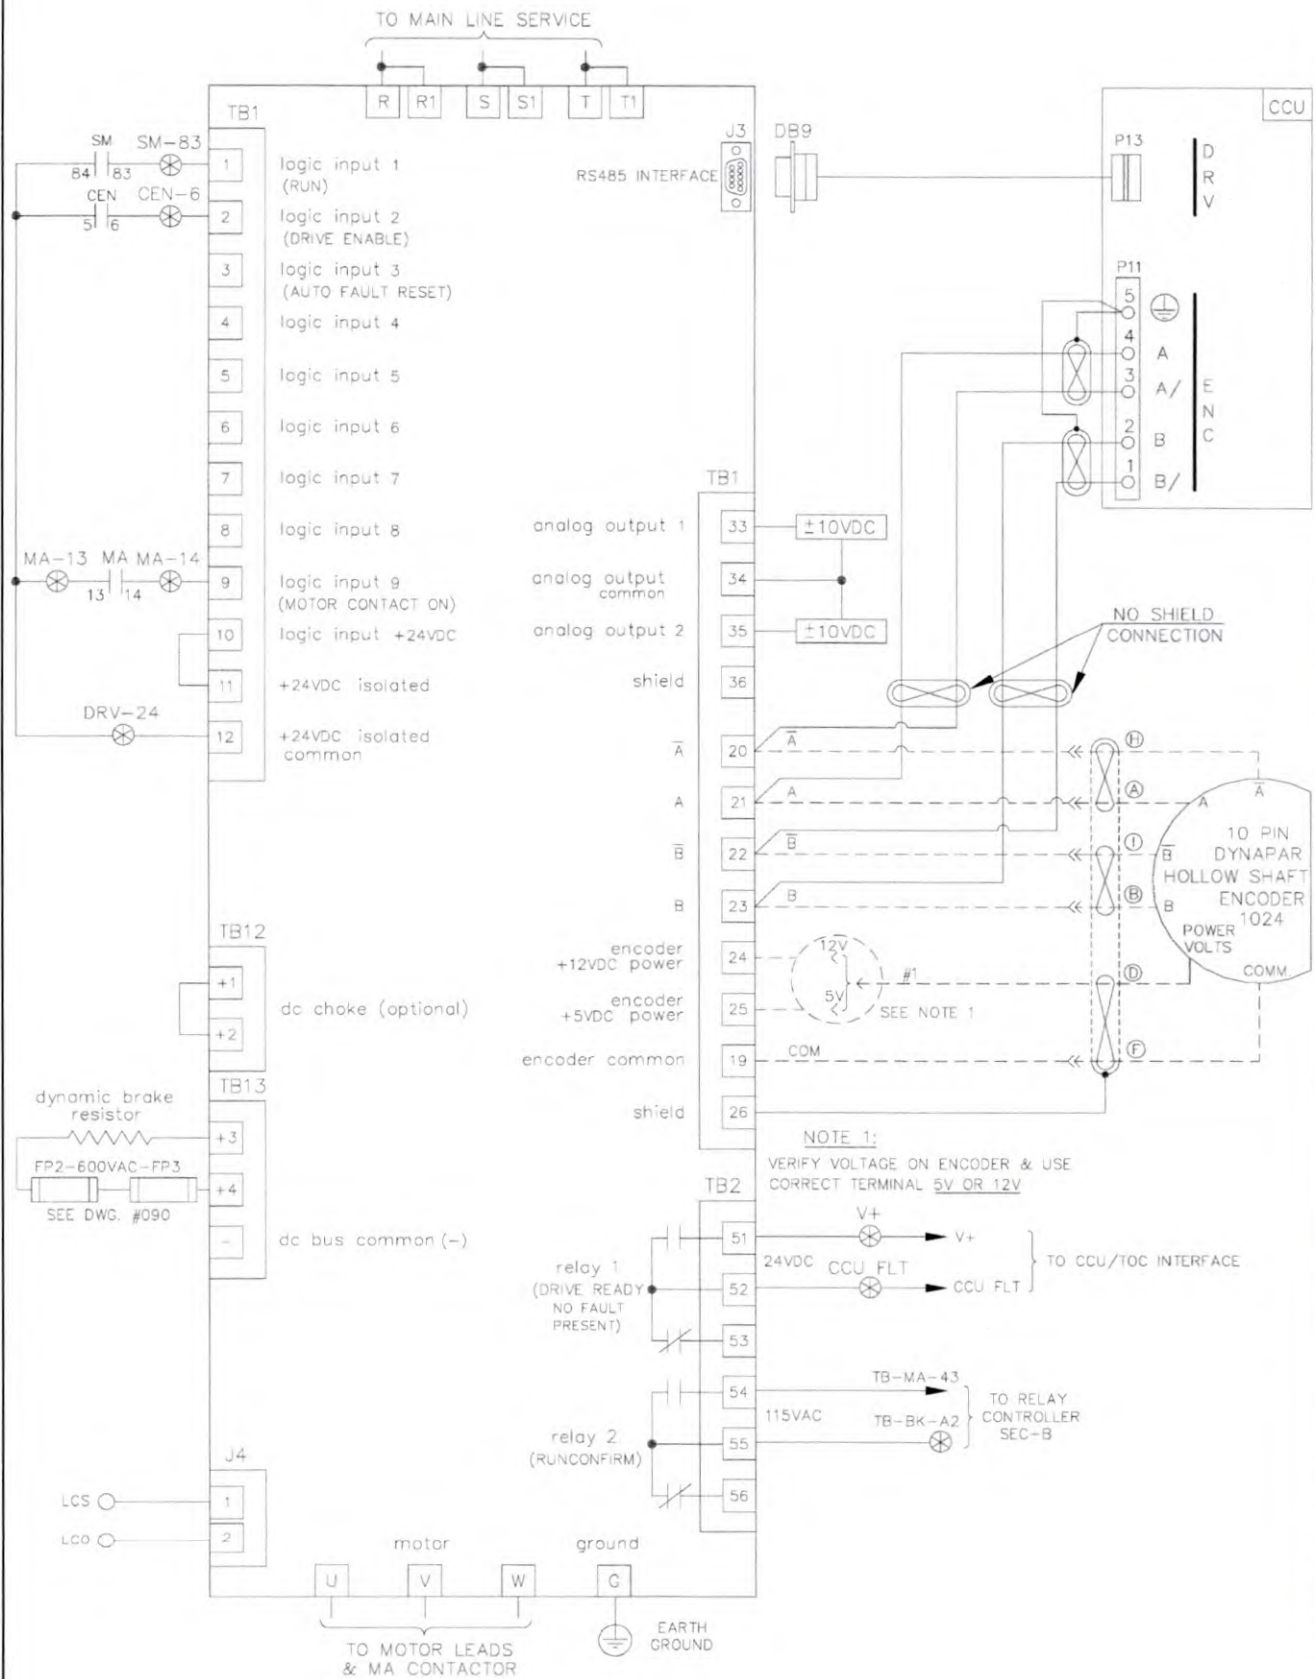 TO MAIN LINE SERVICE
R R1 S S1 T T1
TB1
SM SM-83
84 83
1 logic input 1
(RUN)
CEN CEN-6
5 6
2 logic input 2
(DRIVE ENABLE)
3 logic input 3
(AUTO FAULT RESET)
4 logic input 4
5 logic input 5
6 logic input 6
7 logic input 7
8 logic input 8
MA-13 MA MA-14
13 14
9 logic input 9
(MOTOR CONTACT ON)
10 logic input +24VDC
11 +24VDC isolated
DRV-24
12 +24VDC isolated
common
J3
RS485 INTERFACE
DB9
CCU
P13
D
R
V
P11
5
4 A
3 A/
2 B
1 B/
E
N
C
TB1
analog output 1 33 ±10VDC
analog output
common
34
analog output 2 35 ±10VDC
shield 36
NO SHIELD
CONNECTION
A̅ 20 A̅ H A̅
A 21 A A A
B̅ 22 B̅ I B̅
B 23 B B B
10 PIN
DYNAPAR
HOLLOW SHAFT
ENCODER
1024
POWER
VOLTS
COMM.
encoder
+12VDC power
24 12V
#1 D
encoder
+5VDC power
25 5V
SEE NOTE 1
encoder common 19 COM F
shield 26
NOTE 1:
VERIFY VOLTAGE ON ENCODER & USE
CORRECT TERMINAL 5V OR 12V
TB12
+1
dc choke (optional)
+2
TB13
dynamic brake
resistor
+3
FP2-600VAC-FP3
+4
SEE DWG. #090
- dc bus common (-)
TB2
relay 1
(DRIVE READY
NO FAULT
PRESENT)
51 V+ V+
24VDC
52 CCU FLT CCU FLT
53
TO CCU/TOC INTERFACE
relay 2
(RUNCONFIRM)
54 TB-MA-43
115VAC
55 TB-BK-A2
56
TO RELAY
CONTROLLER
SEC-B
J4
LCS 1
LCO 2
motor ground
U V W G
TO MOTOR LEADS
& MA CONTACTOR
EARTH
GROUND